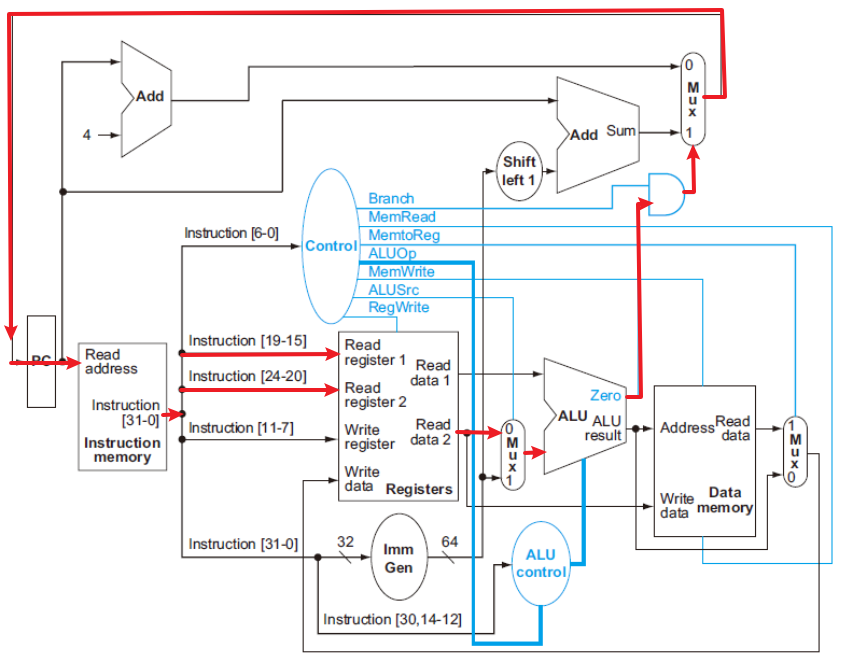 Add
4
Add Sum
Shift
left 1
0
M
u
x
1
Branch
MemRead
MemtoReg
ALUOp
MemWrite
ALUSrc
RegWrite
Control
Instruction [6-0]
Instruction [19-15]
Instruction [24-20]
Instruction [11-7]
Instruction [31-0]
Instruction [30,14-12]
PC
Read
address
Instruction
[31-0]
Instruction
memory
Read
register 1
Read
register 2
Write
register
Write
data
Read
data 1
Read
data 2
Registers
0
M
u
x
1
Zero
ALU
ALU
result
Address
Read
data
Write
data
Data
memory
1
M
u
x
0
32
Imm
Gen
64
ALU
control